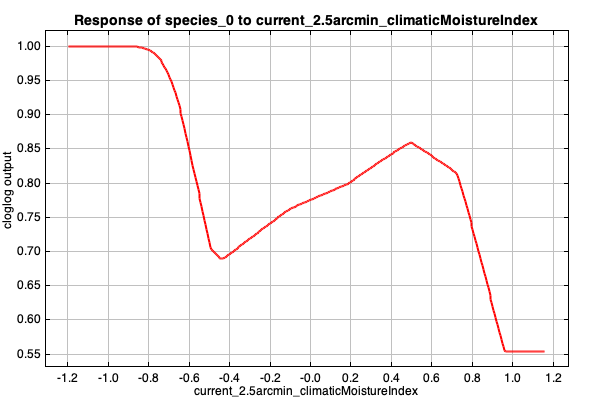 Response of species_0 to current_2.5arcmin_climaticMoistureIndex
1.00
0.95
0.90
0.85
0.80
0.75
0.70
0.65
0.60
0.55
cloglog output
-1.2 -1.0 -0.8 -0.6 -0.4 -0.2 -0.0 0.2 0.4 0.6 0.8 1.0 1.2
current_2.5arcmin_climaticMoistureIndex